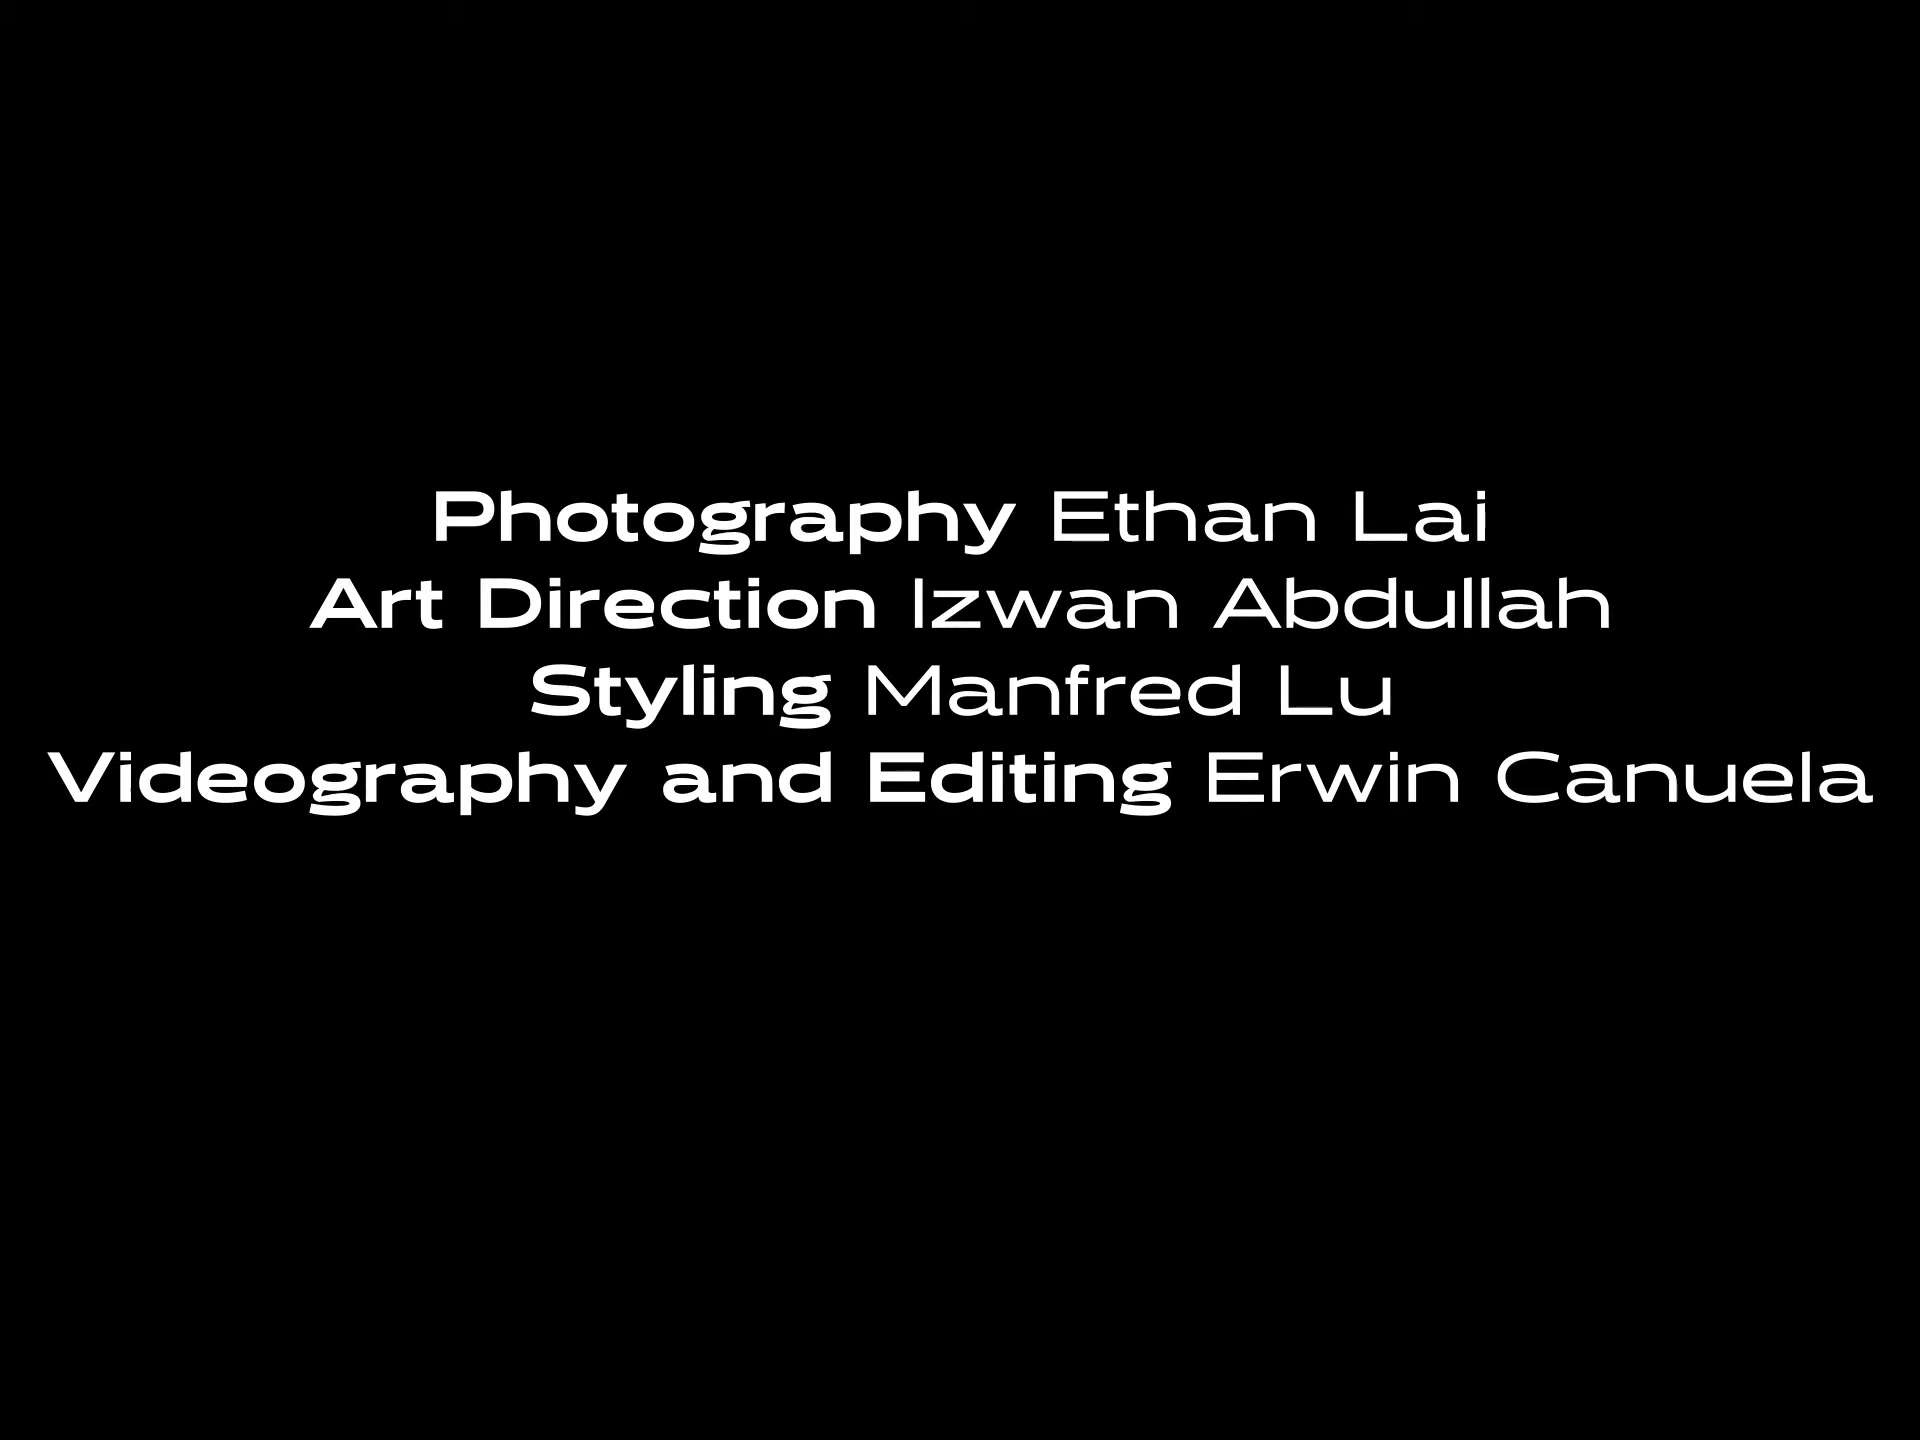 Photography Ethan Lai
Art Direction Izwan Abdullah
Styling Manfred Lu
Videography and Editing Erwin Canuela